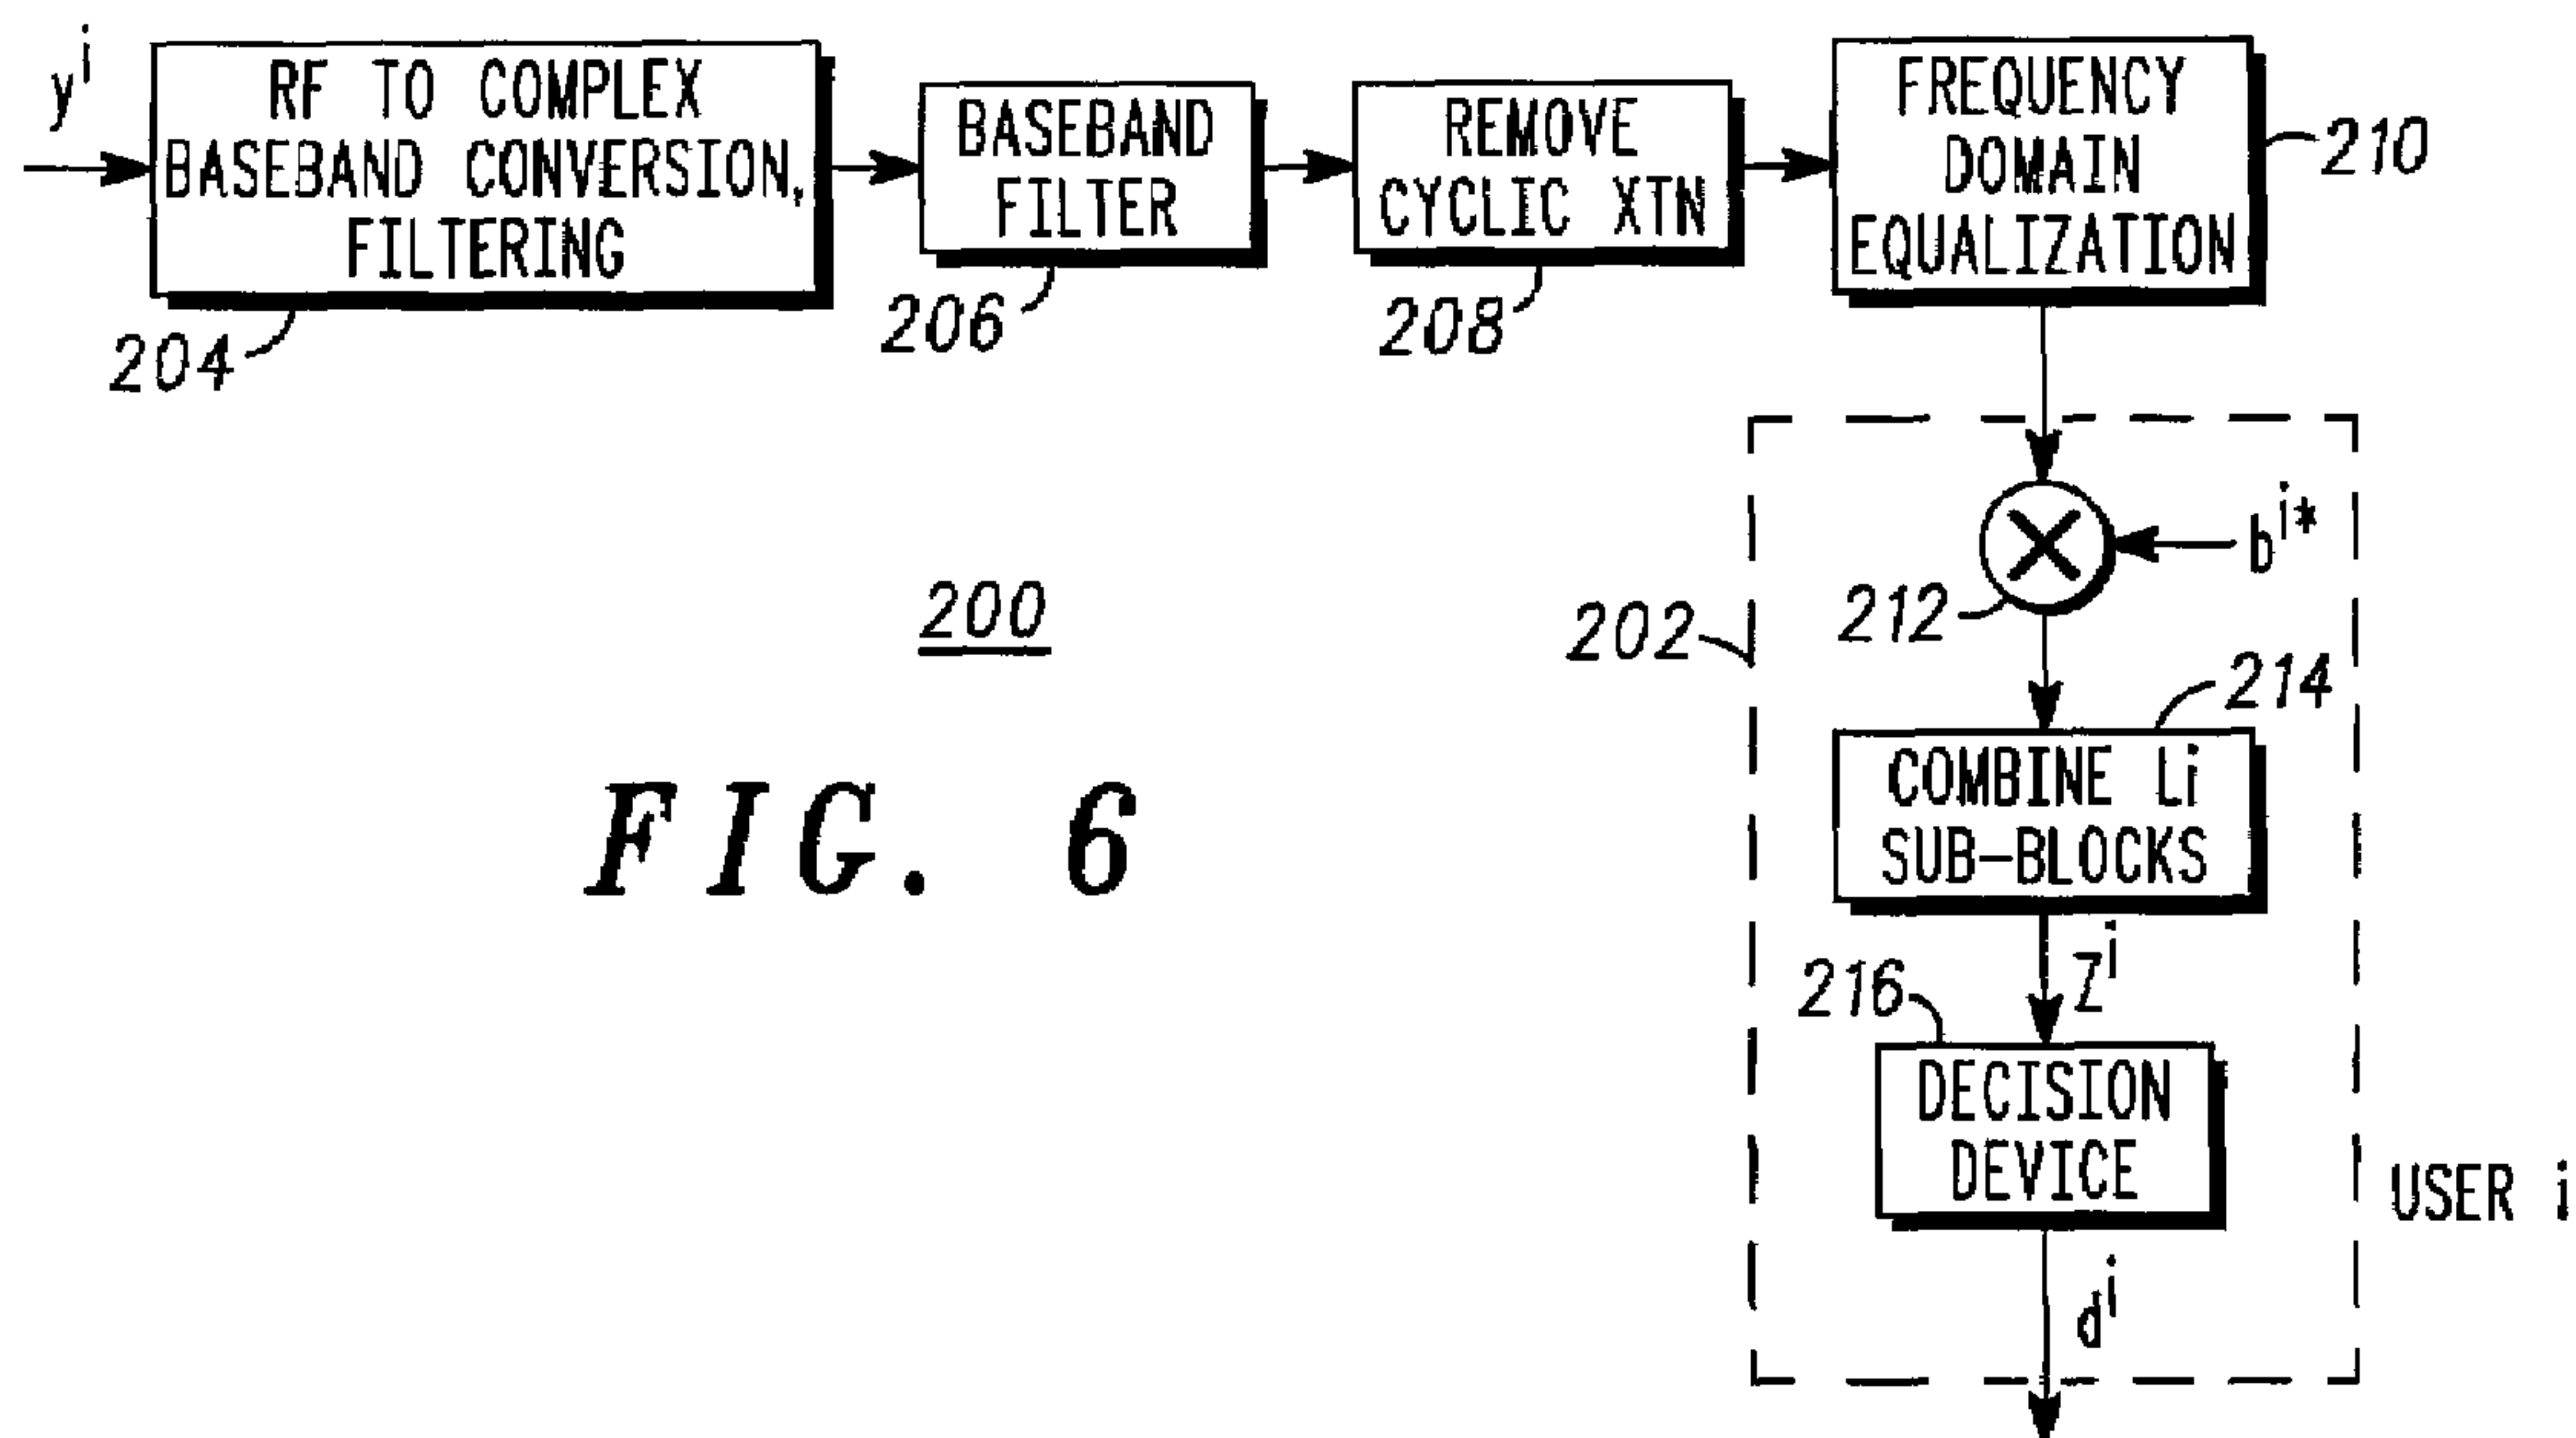 y^i
RF TO COMPLEX
BASEBAND CONVERSION,
FILTERING
204
BASEBAND
FILTER
206
REMOVE
CYCLIC XTN
208
FREQUENCY
DOMAIN
EQUALIZATION
210
b^i*
212
202
200
214
COMBINE Li
SUB-BLOCKS
Z^i
216
DECISION
DEVICE
d^i
USER i
FIG. 6